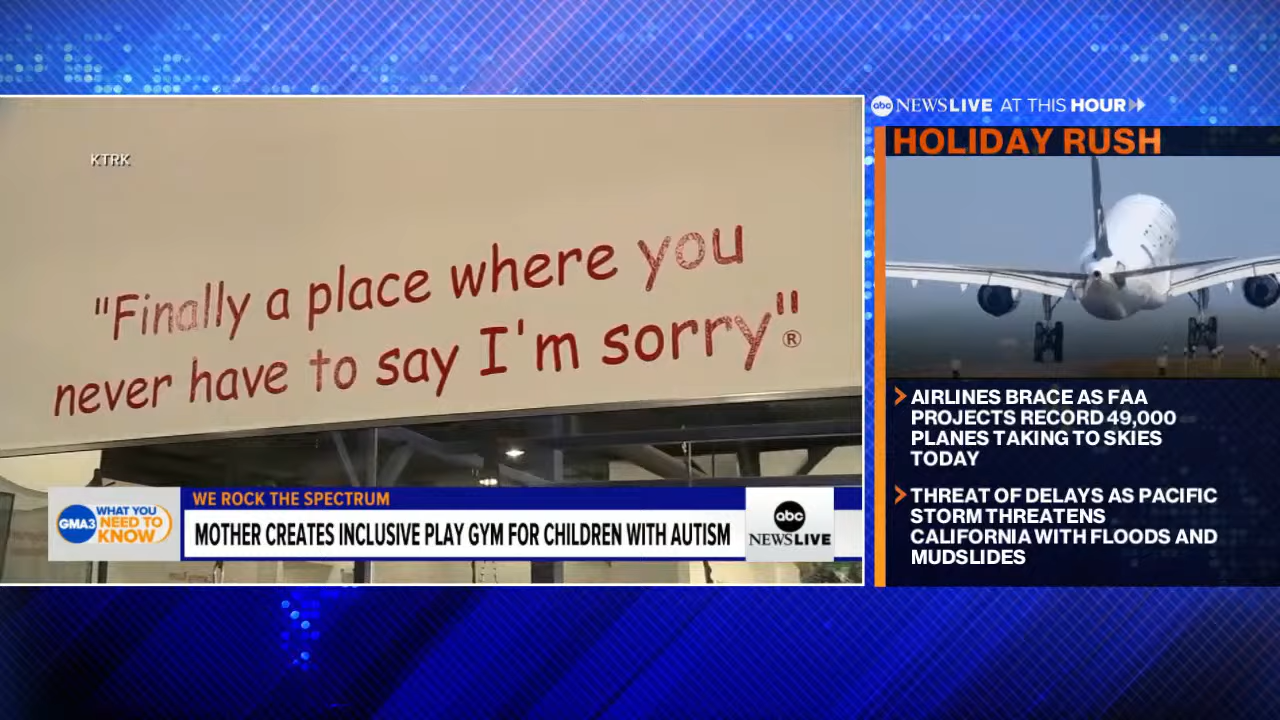 KTRK
"Finally a place where you
never have to say I'm sorry"®
GMA3
WHAT YOU
NEED TO
KNOW
WE ROCK THE SPECTRUM
MOTHER CREATES INCLUSIVE PLAY GYM FOR CHILDREN WITH AUTISM
abc
NEWSLIVE
abc NEWSLIVE AT THIS HOUR
HOLIDAY RUSH
AIRLINES BRACE AS FAA
PROJECTS RECORD 49,000
PLANES TAKING TO SKIES
TODAY
THREAT OF DELAYS AS PACIFIC
STORM THREATENS
CALIFORNIA WITH FLOODS AND
MUDSLIDES